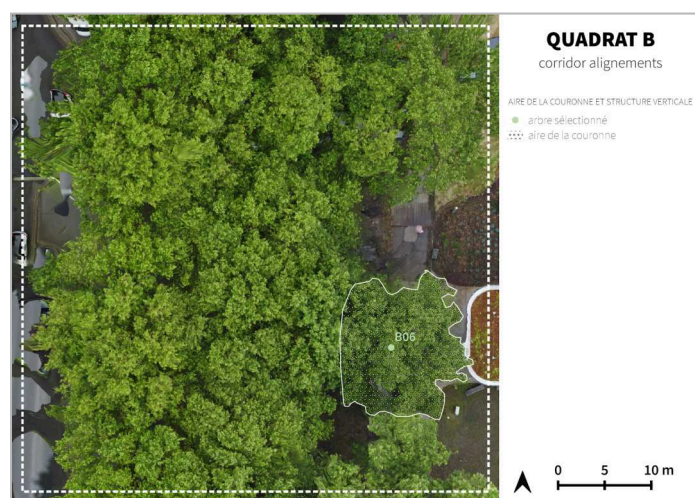 QUADRAT B
corridor alignements
AIRE DE LA COURONNE ET STRUCTURE VERTICALE
arbre sélectionné
aire de la couronne
B06
0 5 10 m